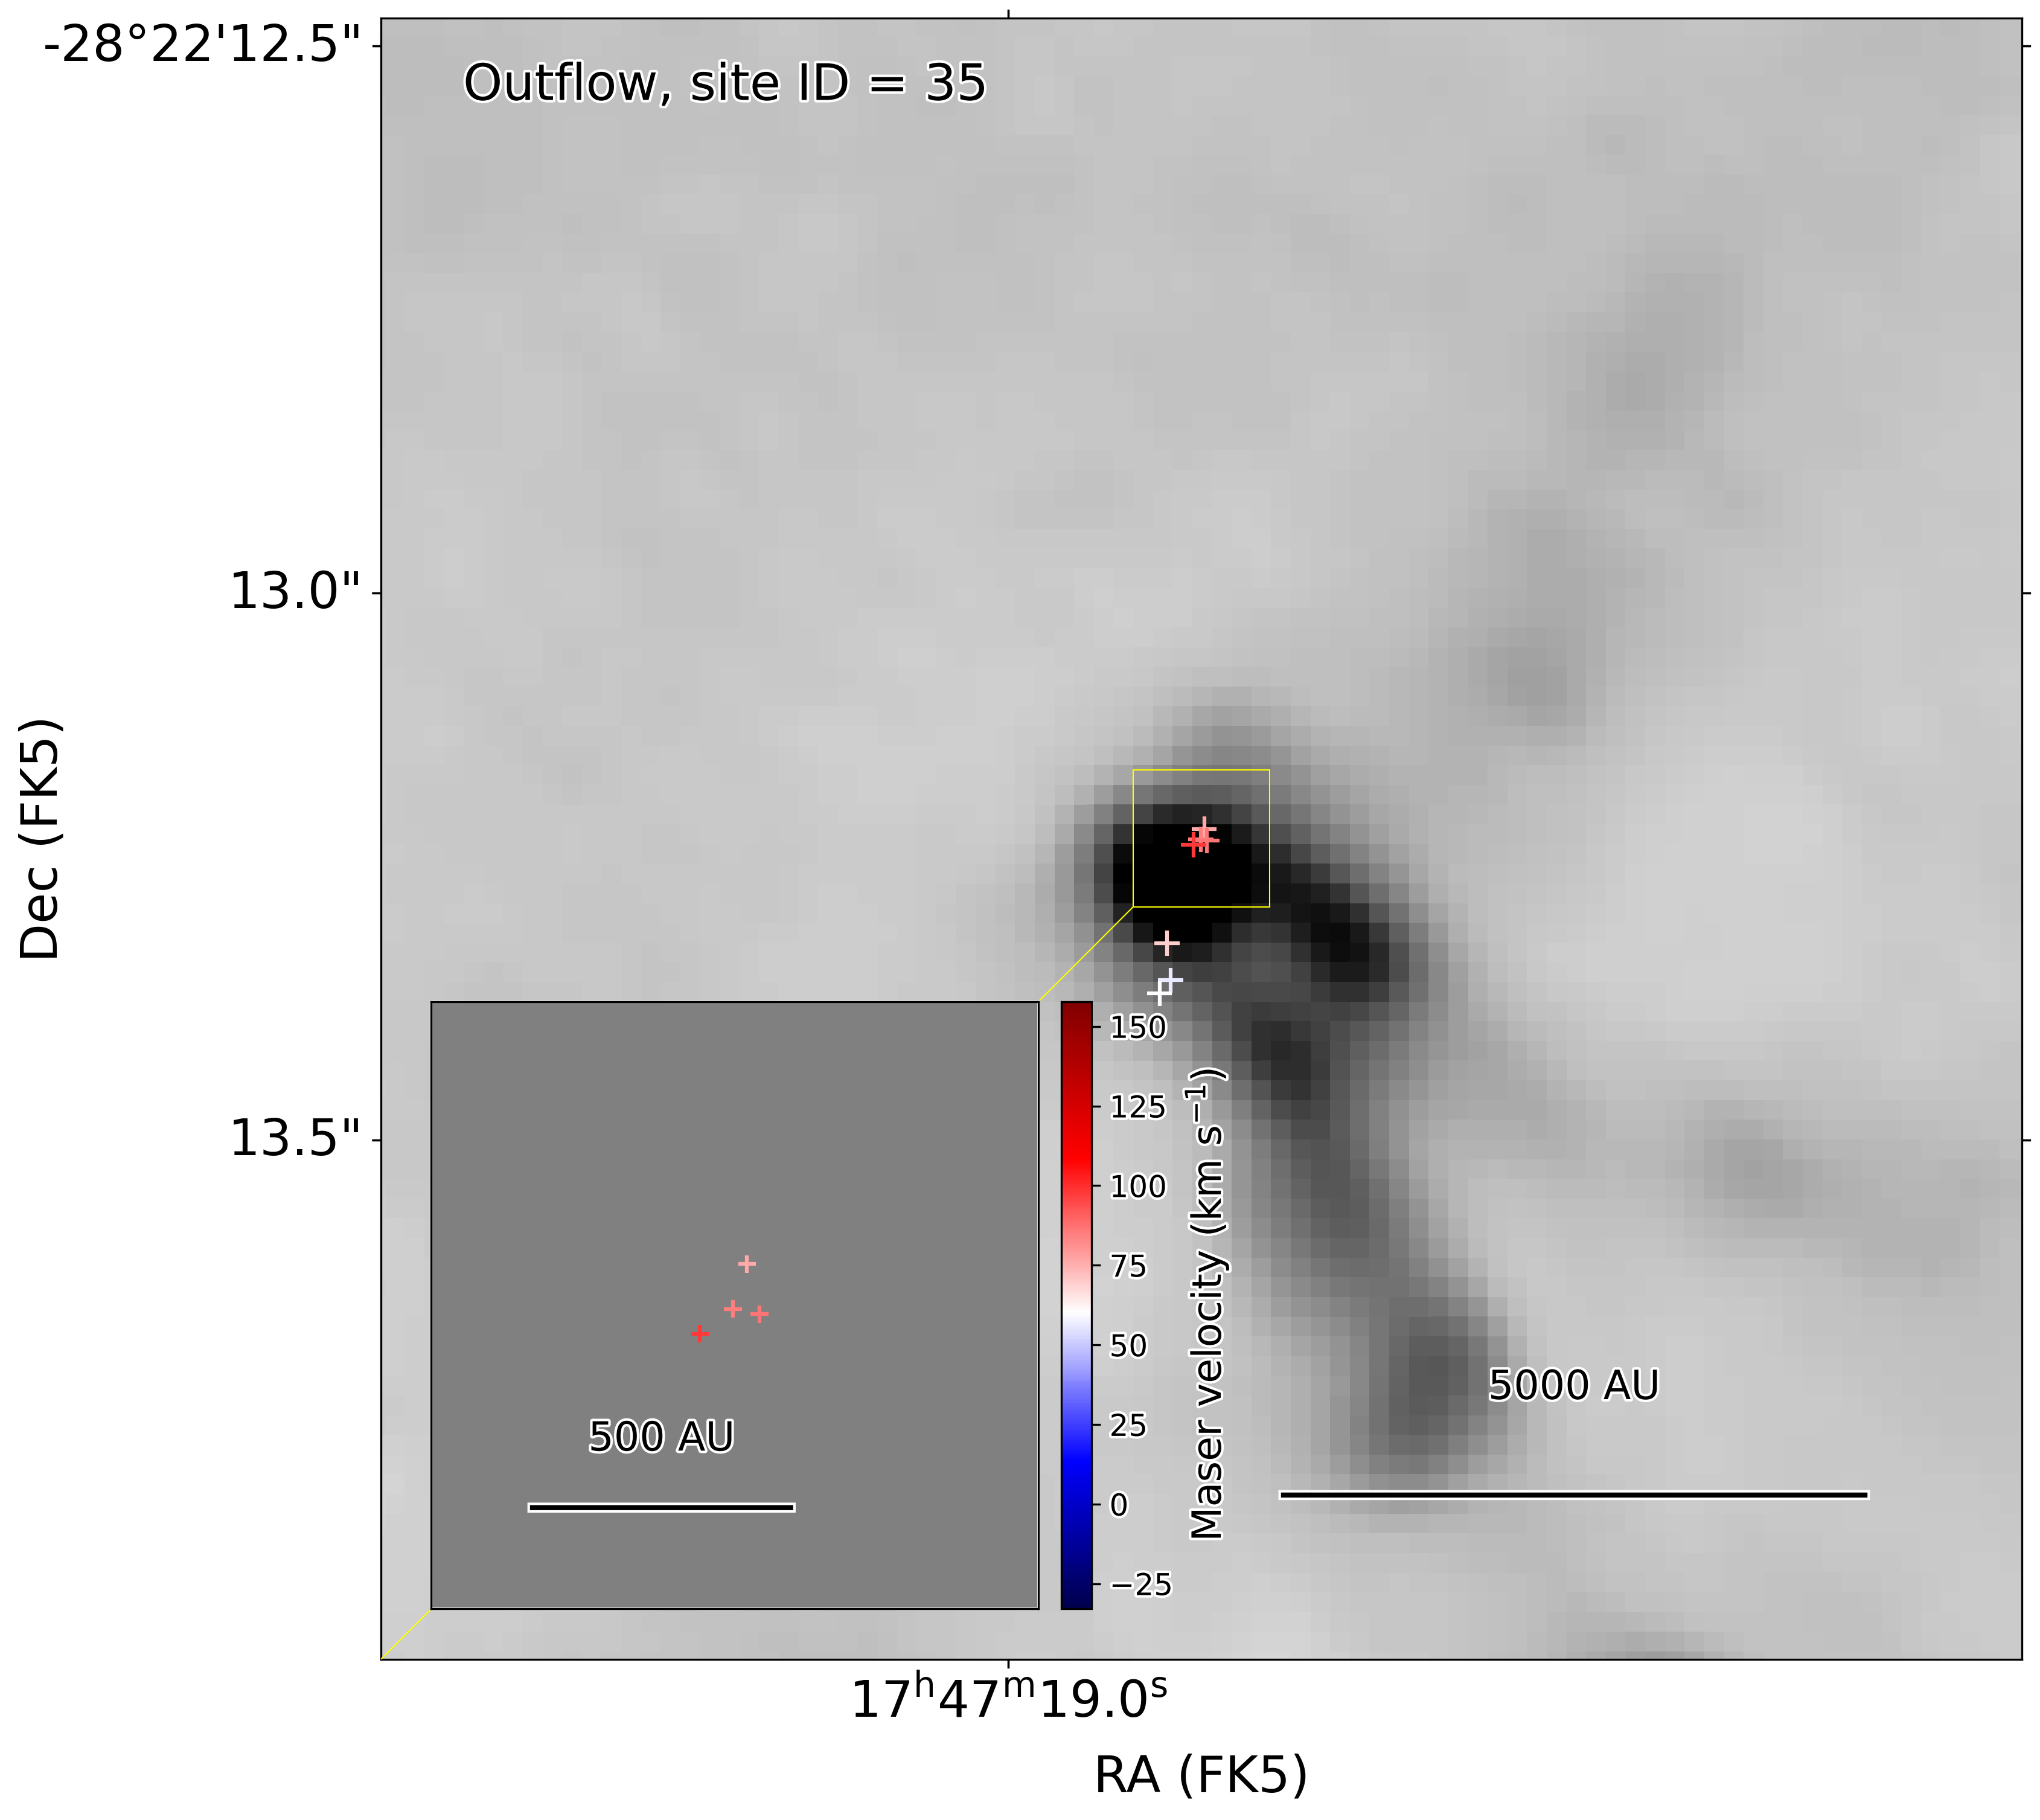 -28°22'12.5"
Outflow, site ID = 35
13.0"
Dec (FK5)
13.5"
150
125
100
75
50
25
0
−25
Maser velocity (km s⁻¹)
500 AU
5000 AU
17ʰ47ᵐ19.0ˢ
RA (FK5)